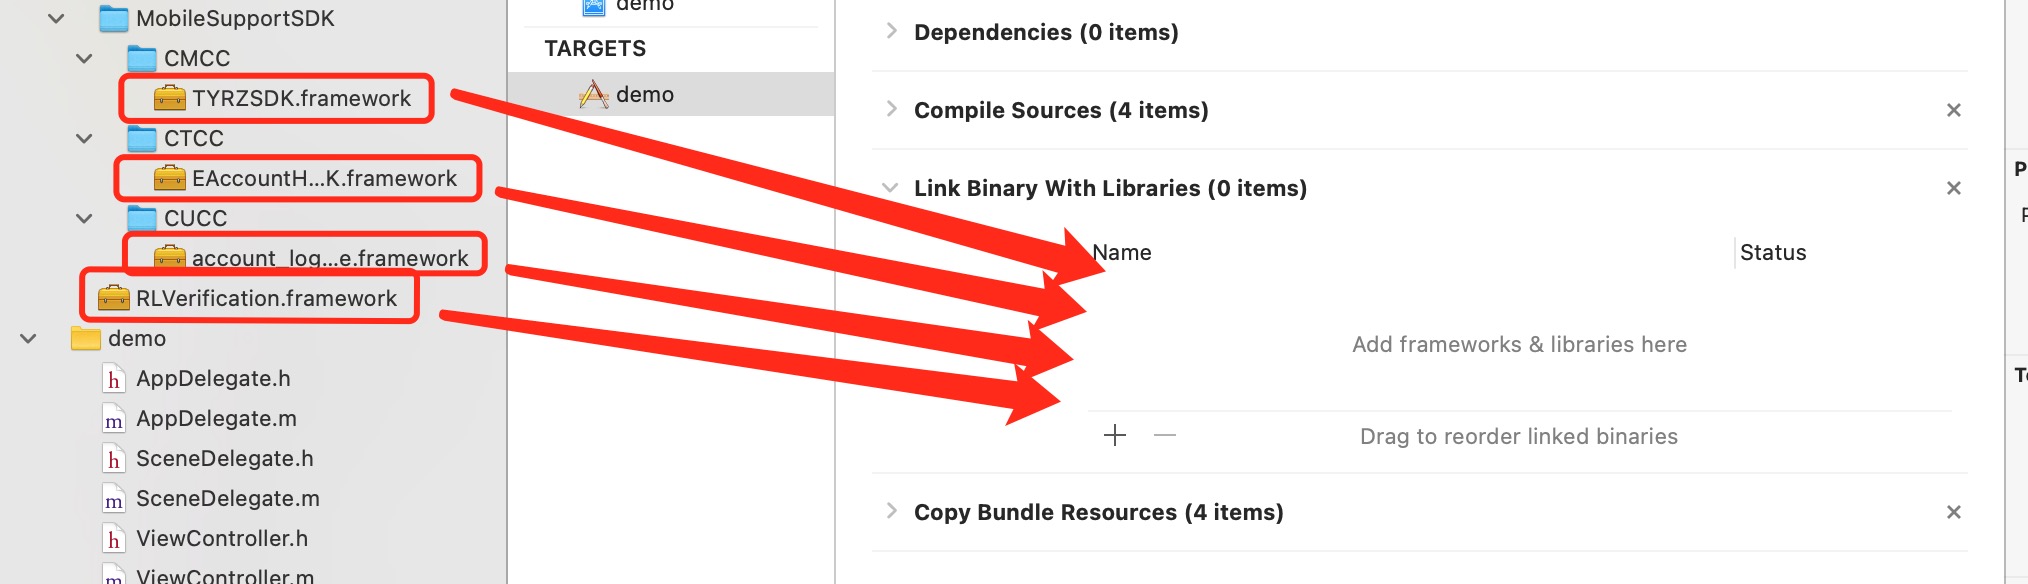 MobileSupportSDK
CMCC
TYRZSDK.framework
CTCC
EAccountH...K.framework
CUCC
account_log...e.framework
RLVerification.framework
demo
h AppDelegate.h
m AppDelegate.m
h SceneDelegate.h
m SceneDelegate.m
h ViewController.h
m ViewController.m
demo
TARGETS
demo
Dependencies (0 items)
Compile Sources (4 items)
Link Binary With Libraries (0 items)
Name
Status
Add frameworks & libraries here
Drag to reorder linked binaries
Copy Bundle Resources (4 items)